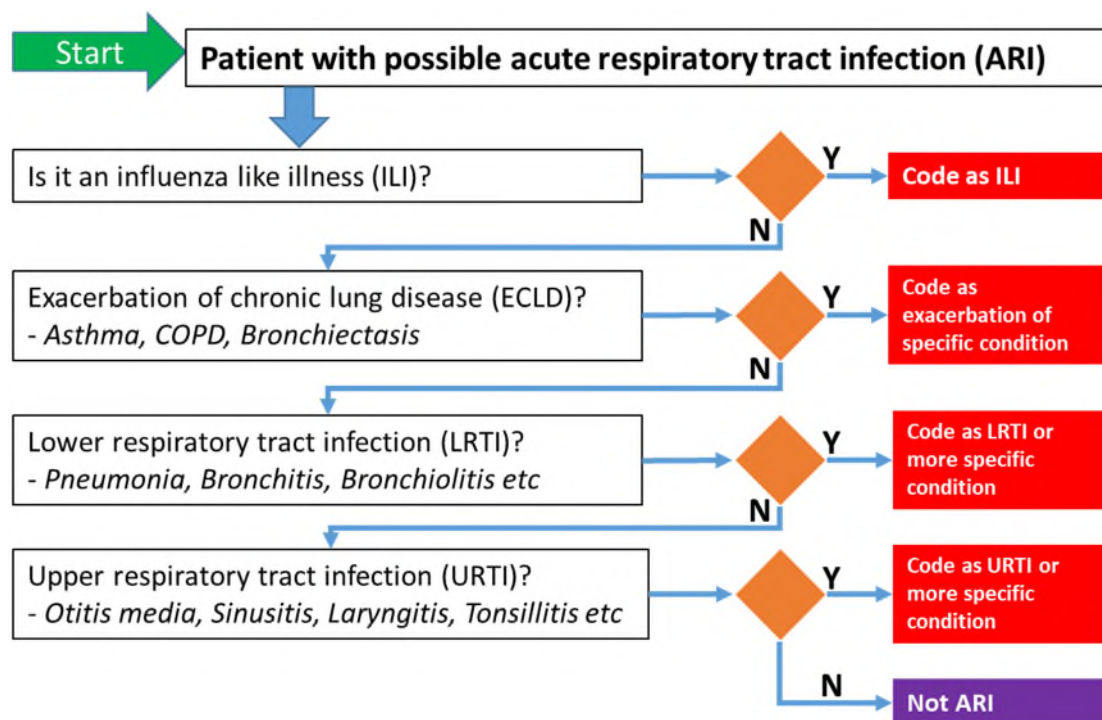 Start
Patient with possible acute respiratory tract infection (ARI)
Is it an influenza like illness (ILI)?
Y
Code as ILI
N
Exacerbation of chronic lung disease (ECLD)?
- Asthma, COPD, Bronchiectasis
Y
Code as
exacerbation of
specific condition
N
Lower respiratory tract infection (LRTI)?
- Pneumonia, Bronchitis, Bronchiolitis etc
Y
Code as LRTI or
more specific
condition
N
Upper respiratory tract infection (URTI)?
- Otitis media, Sinusitis, Laryngitis, Tonsillitis etc
Y
Code as URTI or
more specific
condition
N
Not ARI